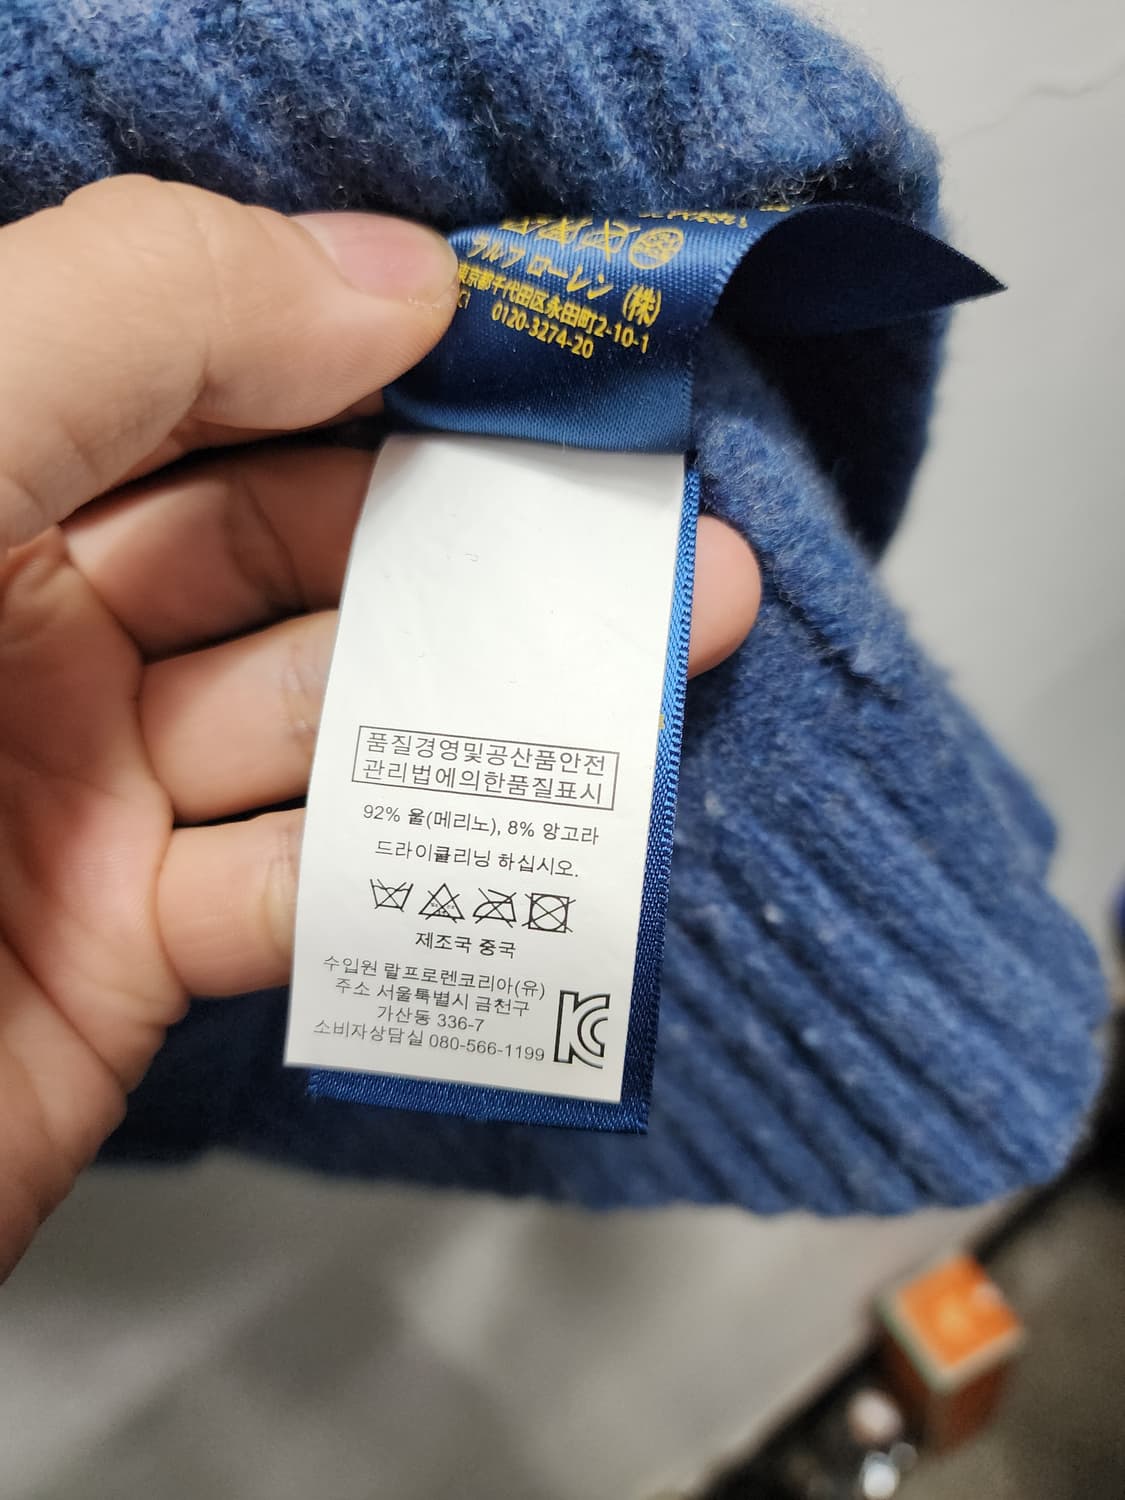 ラルフ ローレン (株)
東京都千代田区永田町2-10-1
0120-3274-20
품질경영및공산품안전
관리법에의한품질표시
92% 울(메리노), 8% 앙고라
드라이클리닝 하십시오.
제조국 중국
수입원 랄프로렌코리아(유)
주소 서울특별시 금천구
가산동 336-7
소비자상담실 080-566-1199